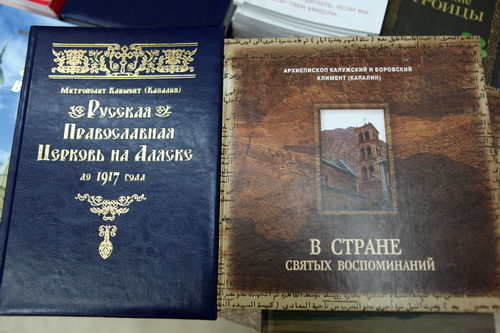 Митрополит Климент (Капалин)
Русская
Православная
Церковь на Аляске
до 1917 года
АРХИЕПИСКОП КАЛУЖСКИЙ И БОРОВСКИЙ
КЛИМЕНТ (КАПАЛИН)
В СТРАНЕ
СВЯТЫХ ВОСПОМИНАНИЙ
ТРОИЦЫ